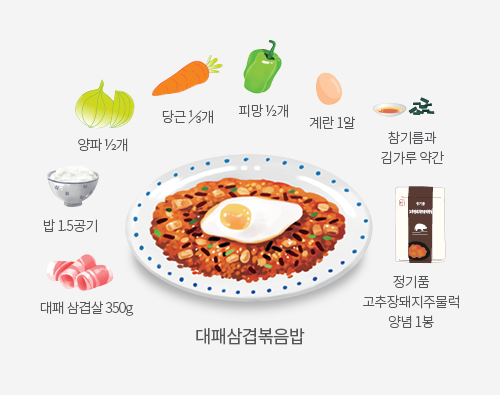 양파 ½개
당근 ⅓개
피망 ½개
계란 1알
참기름과
김가루 약간
밥 1.5공기
대패 삼겹살 350g
정기품
고추장돼지주물럭
양념 1봉
대패삼겹볶음밥